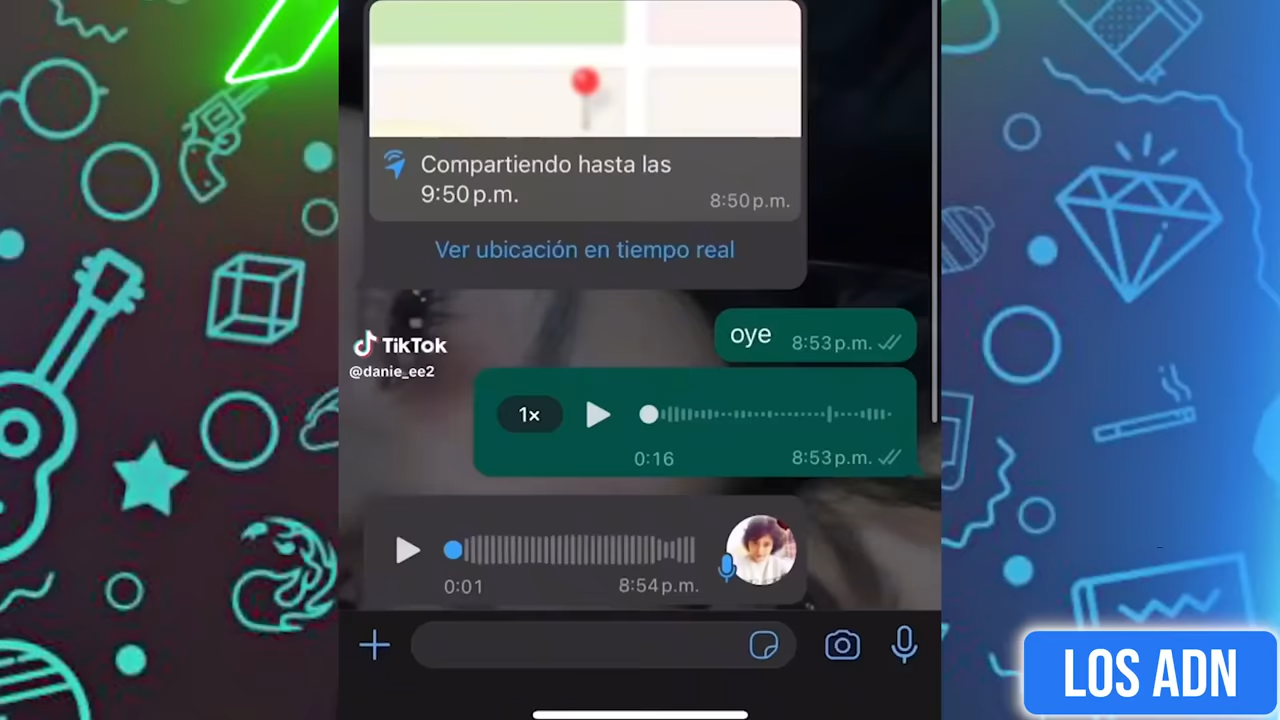 Compartiendo hasta las
9:50 p.m.
8:50 p.m.
Ver ubicación en tiempo real
oye
8:53 p.m.
TikTok
@danie_ee2
1x
0:16
8:53 p.m.
0:01
8:54 p.m.
LOS ADN